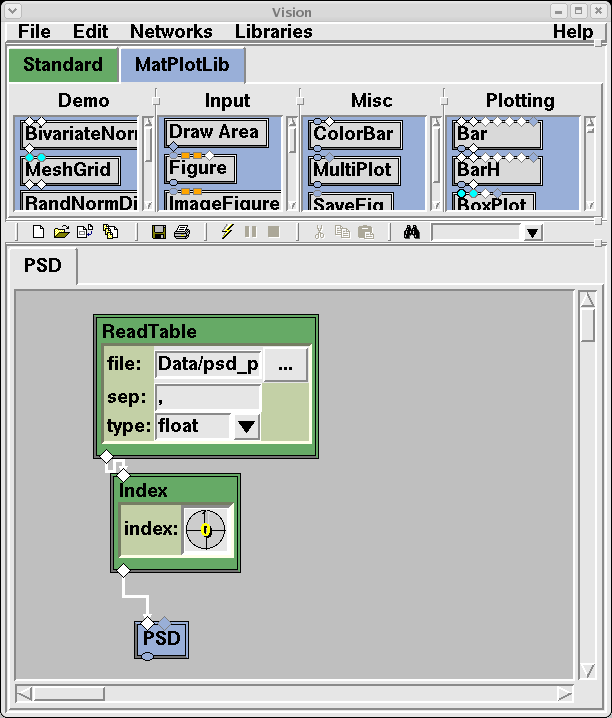 Vision
File Edit Networks Libraries Help
Standard MatPlotLib
Demo Input Misc Plotting
BivariateNorm Draw Area ColorBar Bar
MeshGrid Figure MultiPlot BarH
RandNormDi ImageFigure SaveFig BoxPlot
PSD
ReadTable
file: Data/psd_p ...
sep: ,
type: float
Index
index: 0
PSD